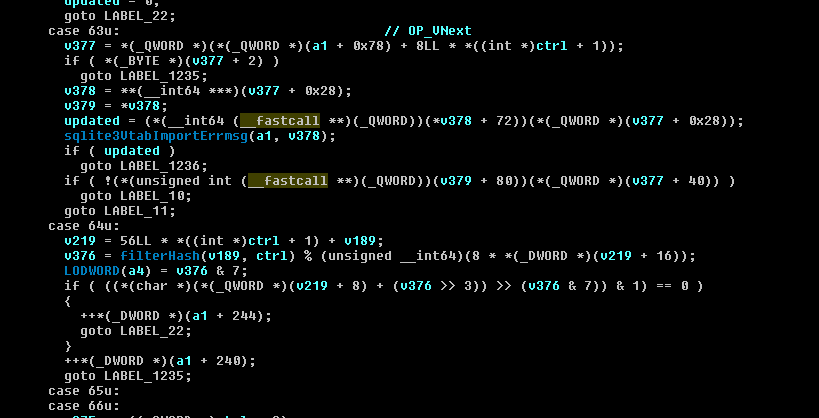 updated = 0;
goto LABEL_22;
case 63u: // OP_VNext
v377 = *(_QWORD *)(*(_QWORD *)(a1 + 0x78) + 8LL * *((int *)ctrl + 1));
if ( *(_BYTE *)(v377 + 2) )
goto LABEL_1235;
v378 = **(__int64 ***)(v377 + 0x28);
v379 = *v378;
updated = (*(__int64 (__fastcall **)(_QWORD))(*v378 + 72))(*(_QWORD *)(v377 + 0x28));
sqlite3VtabImportErrmsg(a1, v378);
if ( updated )
goto LABEL_1236;
if ( !(*(unsigned int (__fastcall **)(_QWORD))(v379 + 80))(*(_QWORD *)(v377 + 40)) )
goto LABEL_10;
goto LABEL_11;
case 64u:
v219 = 56LL * *((int *)ctrl + 1) + v189;
v376 = filterHash(v189, ctrl) % (unsigned __int64)(8 * *(_DWORD *)(v219 + 16));
LODWORD(a4) = v376 & 7;
if ( ((*(char *)(*(_QWORD *)(v219 + 8) + (v376 >> 3)) >> (v376 & 7)) & 1) == 0 )
{
++*(_DWORD *)(a1 + 244);
goto LABEL_22;
}
++*(_DWORD *)(a1 + 240);
goto LABEL_1235;
case 65u:
case 66u: